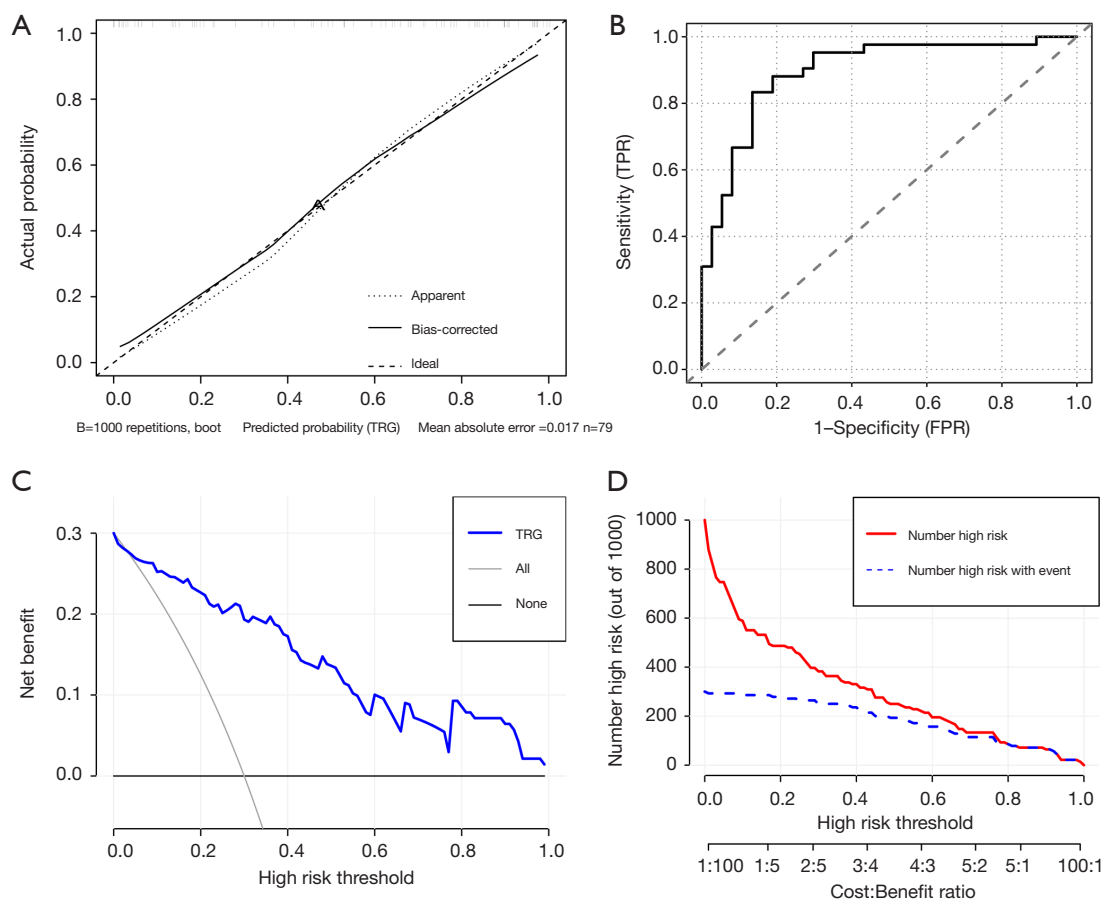 A
1.0
0.8
0.6
0.4
0.2
0.0
Actual probability
Apparent
Bias-corrected
Ideal
0.0 0.2 0.4 0.6 0.8 1.0
B=1000 repetitions, boot Predicted probability (TRG) Mean absolute error =0.017 n=79
B
1.0
0.8
0.6
0.4
0.2
0.0
Sensitivity (TPR)
0.0 0.2 0.4 0.6 0.8 1.0
1–Specificity (FPR)
C
0.3
0.2
0.1
0.0
Net benefit
TRG
All
None
0.0 0.2 0.4 0.6 0.8 1.0
High risk threshold
D
1000
800
600
400
200
0
Number high risk (out of 1000)
Number high risk
Number high risk with event
0.0 0.2 0.4 0.6 0.8 1.0
High risk threshold
1:100 1:5 2:5 3:4 4:3 5:2 5:1 100:1
Cost:Benefit ratio